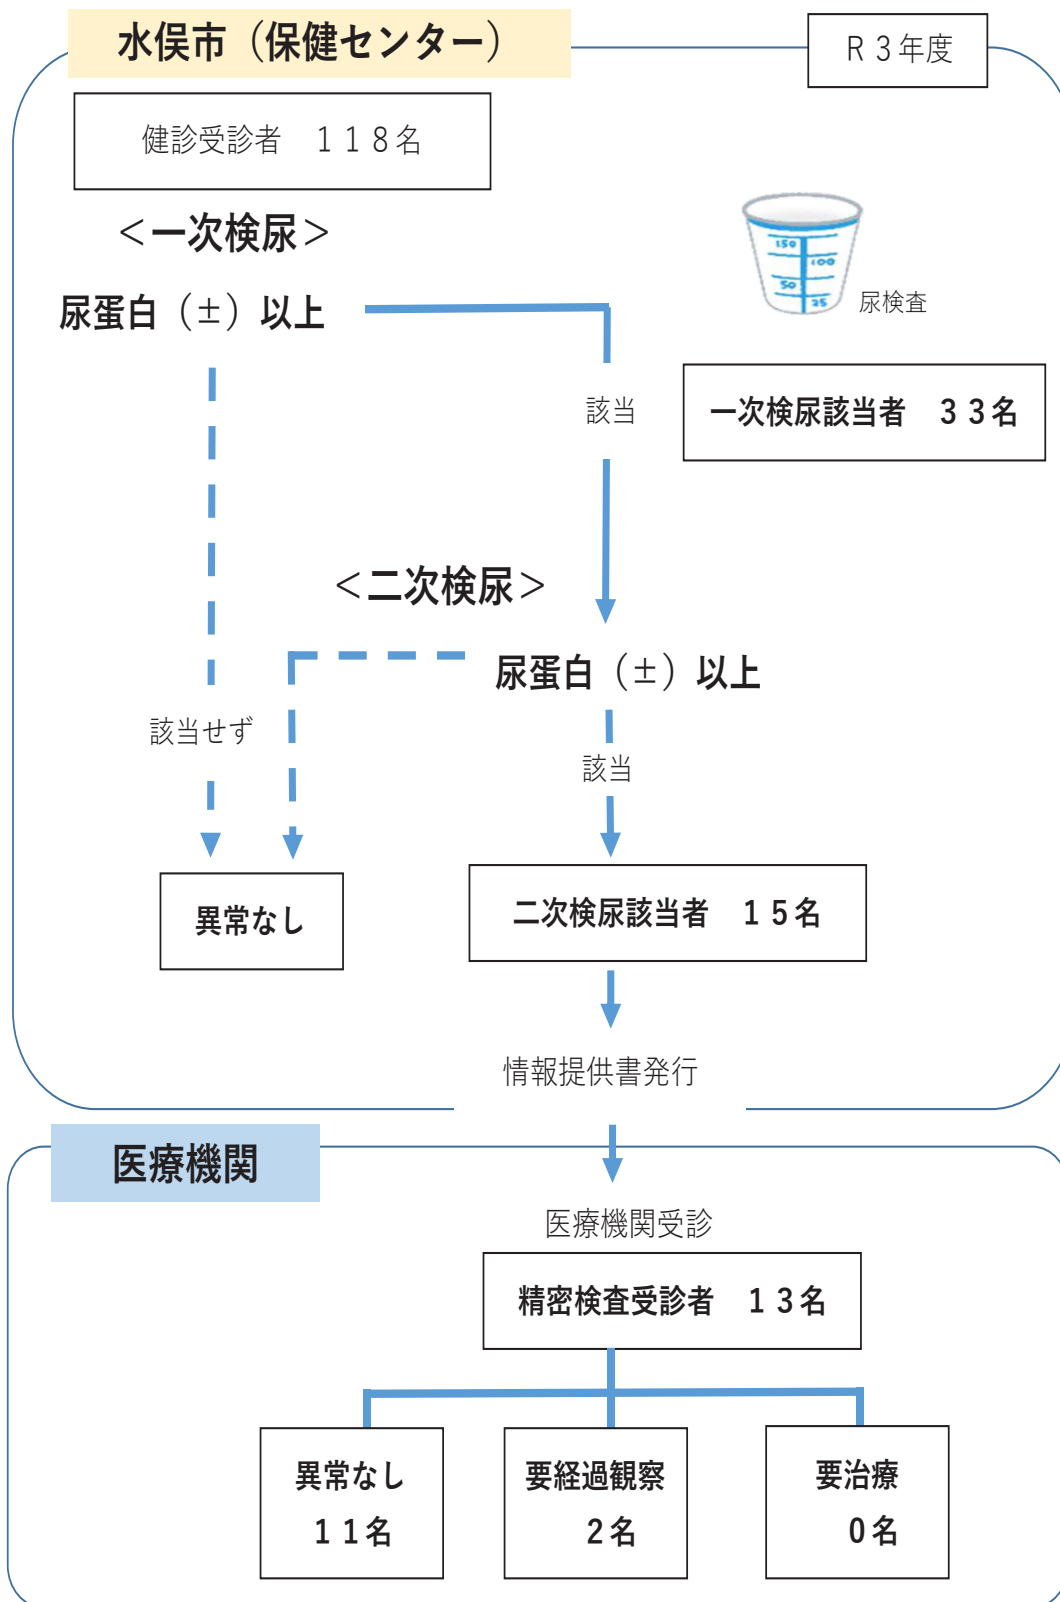 水俣市（保健センター）
Ｒ３年度
健診受診者　１１８名
＜一次検尿＞
150
100
50
25
尿検査
尿蛋白（±）以上
該当
一次検尿該当者　３３名
＜二次検尿＞
尿蛋白（±）以上
該当せず
該当
異常なし
二次検尿該当者　１５名
情報提供書発行
医療機関
医療機関受診
精密検査受診者　１３名
異常なし
１１名
要経過観察
２名
要治療
０名